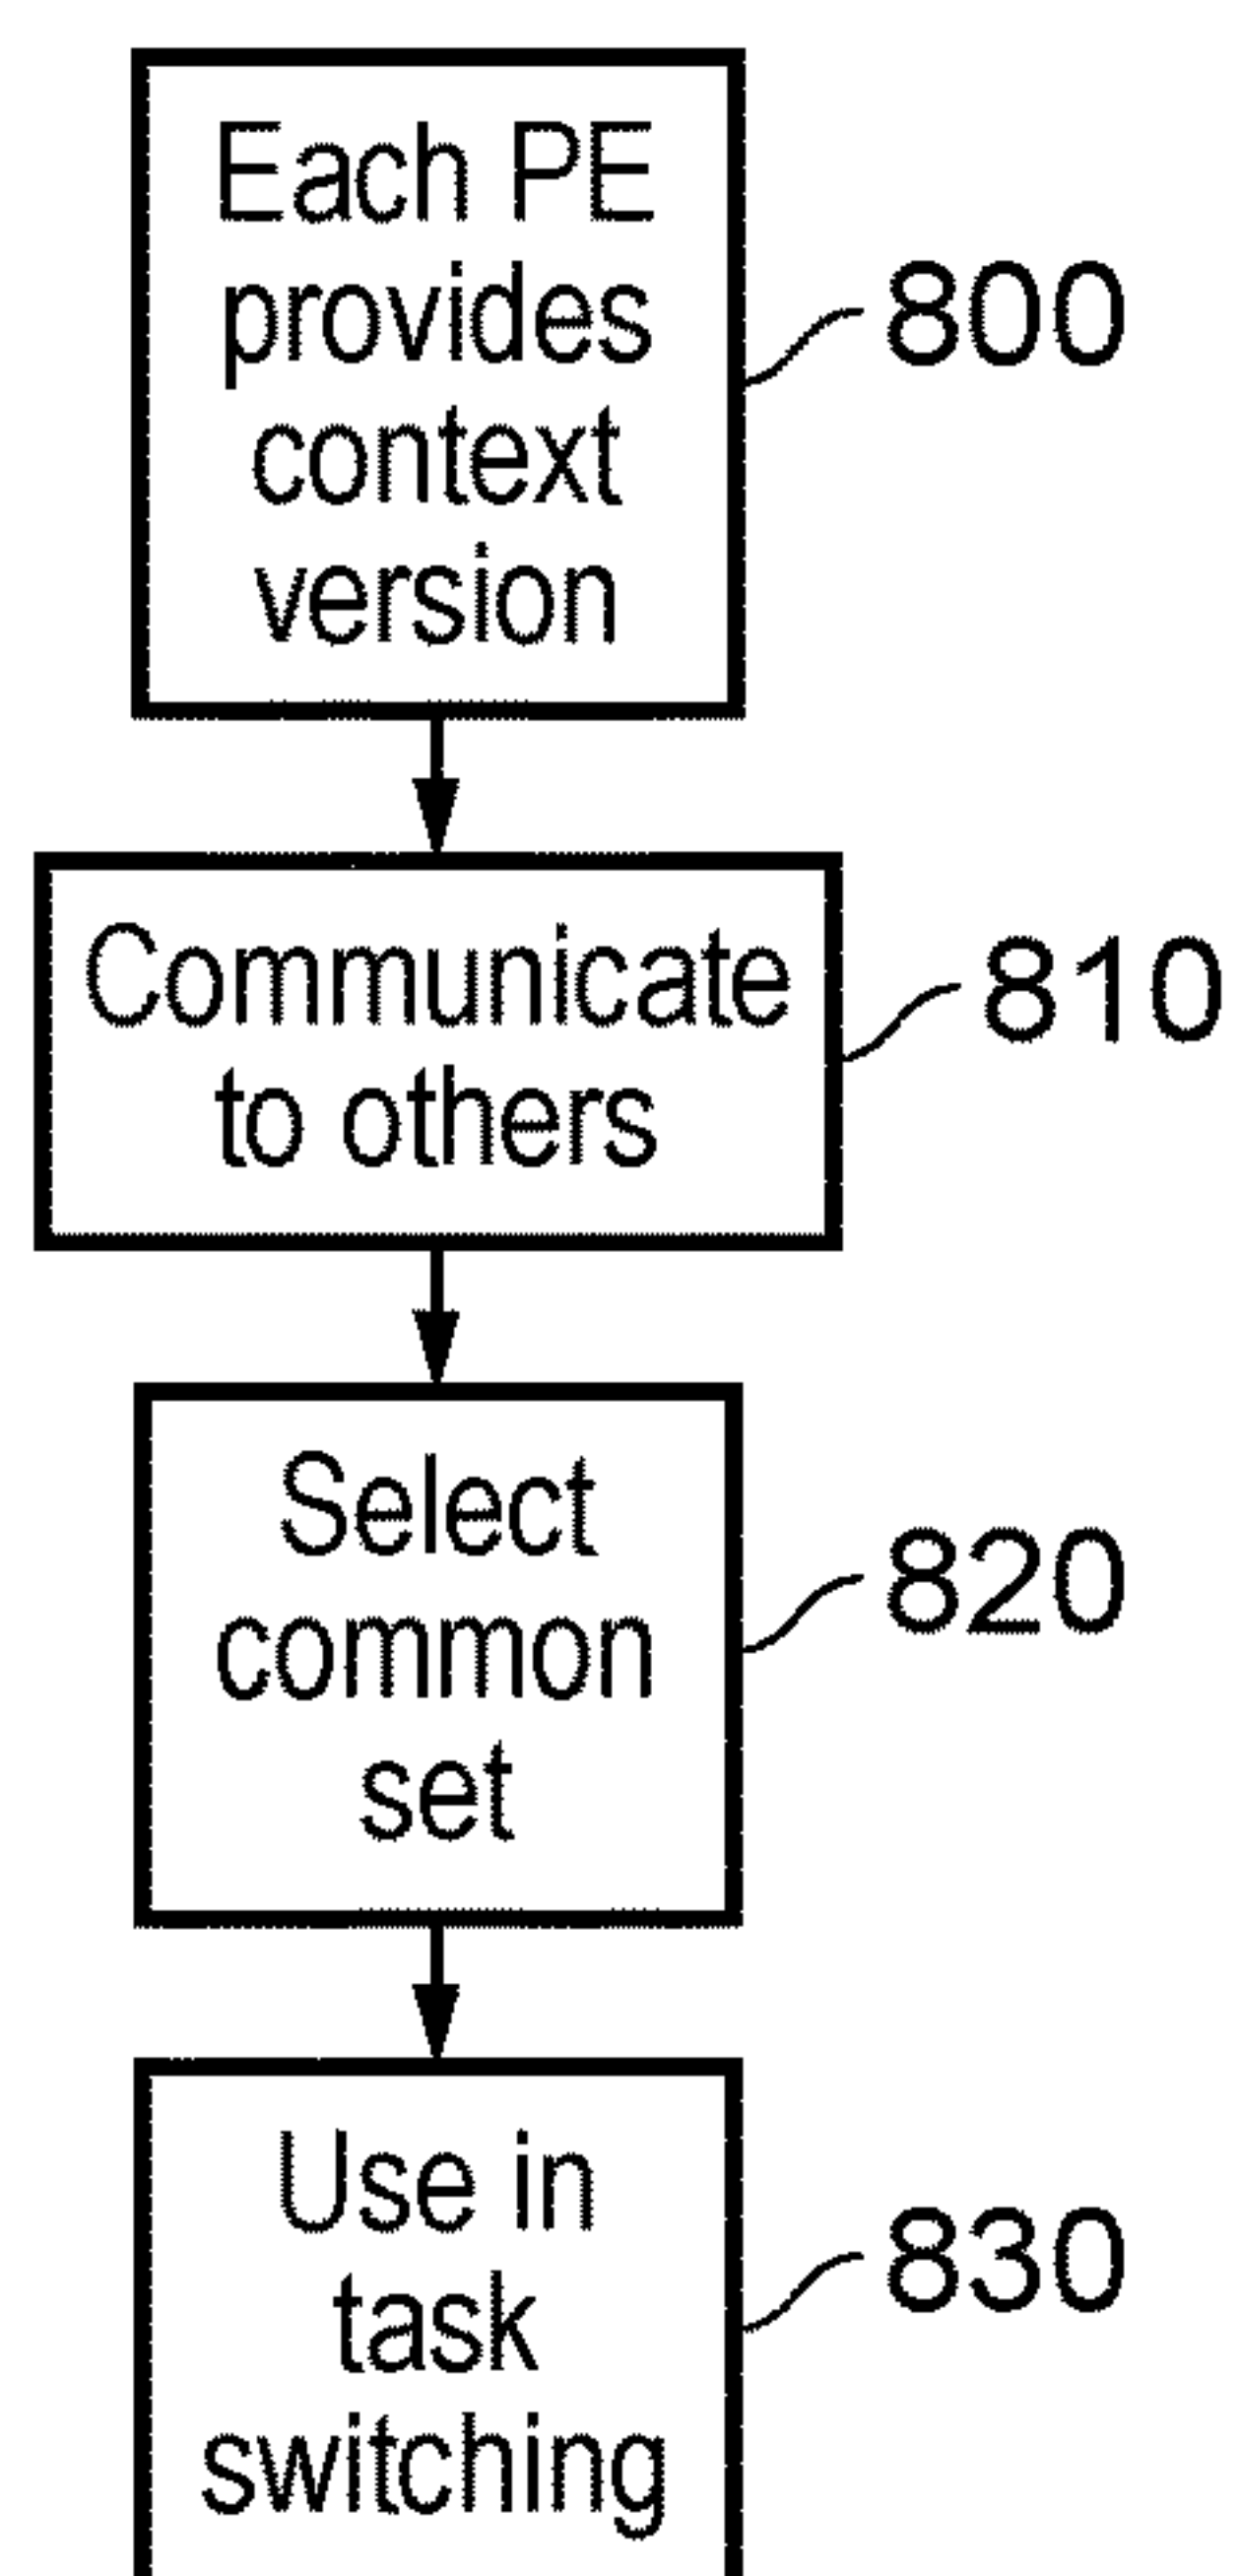 Each PE
provides
context
version
800
Communicate
to others
810
Select
common
set
820
Use in
task
switching
830